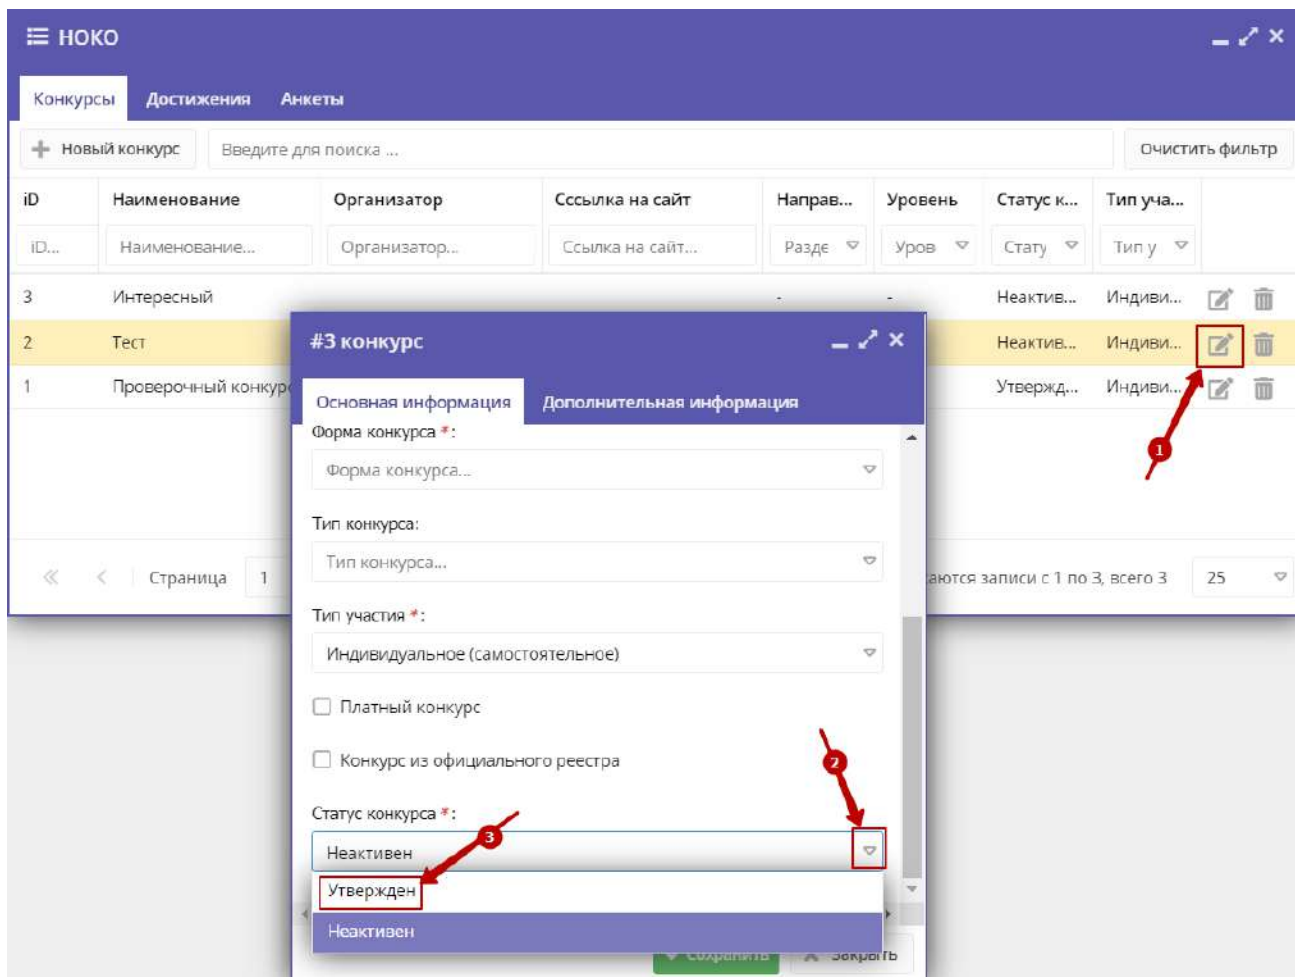 НОКО
Конкурсы Достижения Анкеты
Новый конкурс Введите для поиска ... Очистить фильтр
iD Наименование Организатор Сссылка на сайт Направ... Уровень Статус к... Тип уча...
iD... Наименование... Организатор... Ссылка на сайт... Разде Уров Стату Тип у
3 Интересный - - Неактив... Индиви...
2 Тест Неактив... Индиви...
1 Проверочный конкурс Утвержд... Индиви...
1
Страница 1 аются записи с 1 по 3, всего 3 25
#3 конкурс
Основная информация Дополнительная информация
Форма конкурса *:
Форма конкурса...
Тип конкурса:
Тип конкурса...
Тип участия *:
Индивидуальное (самостоятельное)
Платный конкурс
Конкурс из официального реестра
2
Статус конкурса *:
3
Неактивен
Утвержден
Неактивен
Сохранить Закрыть